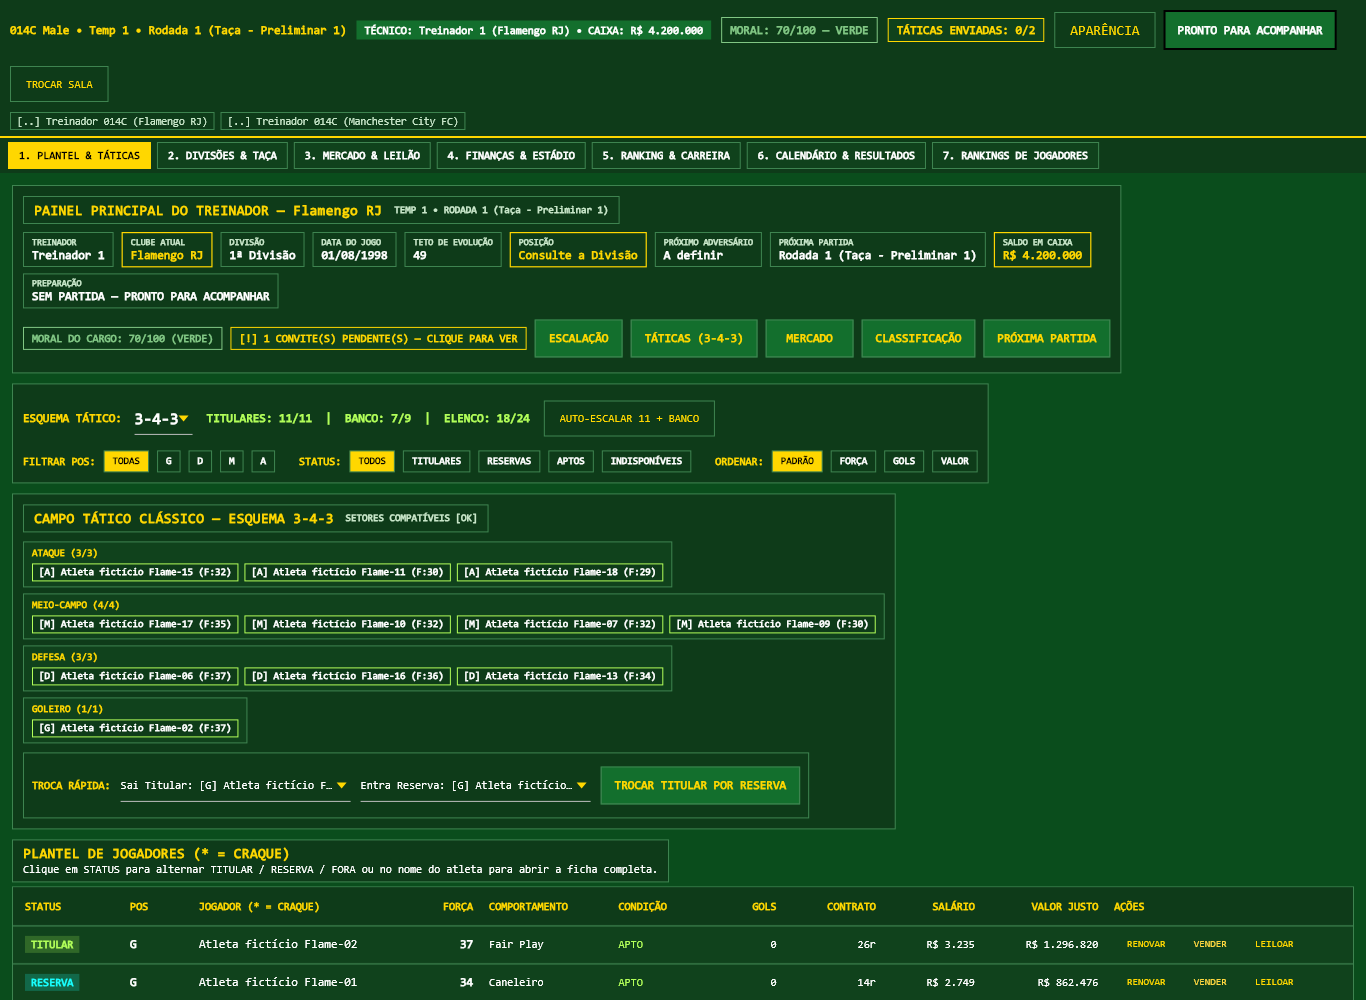 014C Male • Temp 1 • Rodada 1 (Taça - Preliminar 1) TÉCNICO: Treinador 1 (Flamengo RJ) • CAIXA: R$ 4.200.000 MORAL: 70/100 — VERDE TÁTICAS ENVIADAS: 0/2 APARÊNCIA PRONTO PARA ACOMPANHAR
TROCAR SALA
[..] Treinador 014C (Flamengo RJ) [..] Treinador 014C (Manchester City FC)
1. PLANTEL & TÁTICAS 2. DIVISÕES & TAÇA 3. MERCADO & LEILÃO 4. FINANÇAS & ESTÁDIO 5. RANKING & CARREIRA 6. CALENDÁRIO & RESULTADOS 7. RANKINGS DE JOGADORES
PAINEL PRINCIPAL DO TREINADOR — Flamengo RJ TEMP 1 • RODADA 1 (Taça - Preliminar 1)
TREINADOR CLUBE ATUAL DIVISÃO DATA DO JOGO TETO DE EVOLUÇÃO POSIÇÃO PRÓXIMO ADVERSÁRIO PRÓXIMA PARTIDA SALDO EM CAIXA
Treinador 1 Flamengo RJ 1ª Divisão 01/08/1998 49 Consulte a Divisão A definir Rodada 1 (Taça - Preliminar 1) R$ 4.200.000
PREPARAÇÃO
SEM PARTIDA — PRONTO PARA ACOMPANHAR
MORAL DO CARGO: 70/100 (VERDE) [!] 1 CONVITE(S) PENDENTE(S) — CLIQUE PARA VER ESCALAÇÃO TÁTICAS (3-4-3) MERCADO CLASSIFICAÇÃO PRÓXIMA PARTIDA
ESQUEMA TÁTICO: 3-4-3 TITULARES: 11/11 | BANCO: 7/9 | ELENCO: 18/24 AUTO-ESCALAR 11 + BANCO
FILTRAR POS: TODAS G D M A STATUS: TODOS TITULARES RESERVAS APTOS INDISPONÍVEIS ORDENAR: PADRÃO FORÇA GOLS VALOR
CAMPO TÁTICO CLÁSSICO — ESQUEMA 3-4-3 SETORES COMPATÍVEIS [OK]
ATAQUE (3/3)
[A] Atleta fictício Flame-15 (F:32) [A] Atleta fictício Flame-11 (F:30) [A] Atleta fictício Flame-18 (F:29)
MEIO-CAMPO (4/4)
[M] Atleta fictício Flame-17 (F:35) [M] Atleta fictício Flame-10 (F:32) [M] Atleta fictício Flame-07 (F:32) [M] Atleta fictício Flame-09 (F:30)
DEFESA (3/3)
[D] Atleta fictício Flame-06 (F:37) [D] Atleta fictício Flame-16 (F:36) [D] Atleta fictício Flame-13 (F:34)
GOLEIRO (1/1)
[G] Atleta fictício Flame-02 (F:37)
TROCA RÁPIDA: Sai Titular: [G] Atleta fictício F… Entra Reserva: [G] Atleta fictício… TROCAR TITULAR POR RESERVA
PLANTEL DE JOGADORES (* = CRAQUE)
Clique em STATUS para alternar TITULAR / RESERVA / FORA ou no nome do atleta para abrir a ficha completa.
STATUS POS JOGADOR (* = CRAQUE) FORÇA COMPORTAMENTO CONDIÇÃO GOLS CONTRATO SALÁRIO VALOR JUSTO AÇÕES
TITULAR G Atleta fictício Flame-02 37 Fair Play APTO 0 26r R$ 3.235 R$ 1.296.820 RENOVAR VENDER LEILOAR
RESERVA G Atleta fictício Flame-01 34 Caneleiro APTO 0 14r R$ 2.749 R$ 862.476 RENOVAR VENDER LEILOAR